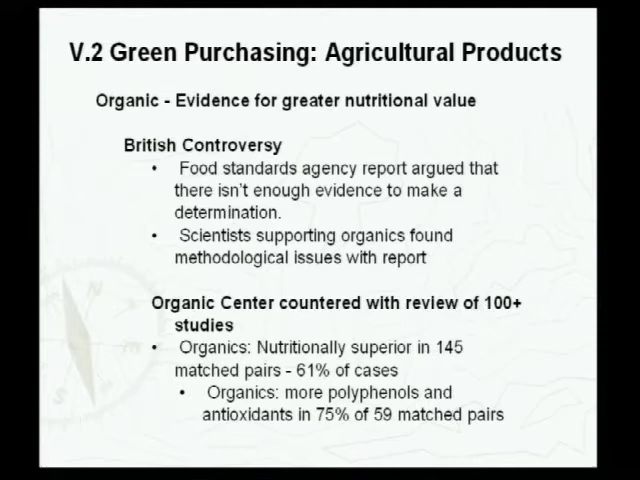 V.2 Green Purchasing: Agricultural Products
Organic - Evidence for greater nutritional value
British Controversy
• Food standards agency report argued that
there isn't enough evidence to make a
determination.
• Scientists supporting organics found
methodological issues with report
Organic Center countered with review of 100+
studies
• Organics: Nutritionally superior in 145
matched pairs - 61% of cases
• Organics: more polyphenols and
antioxidants in 75% of 59 matched pairs
N
S